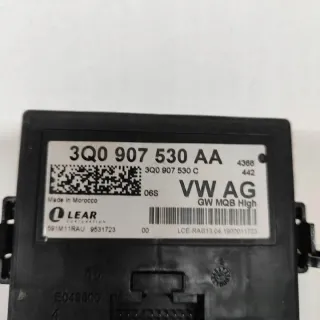 3Q0 907 530 AA
4366
442
3Q0 907 530 C
06S
VW AG
GW MQB High
Made in Morocco
LEAR
CORPORATION
9531723
00